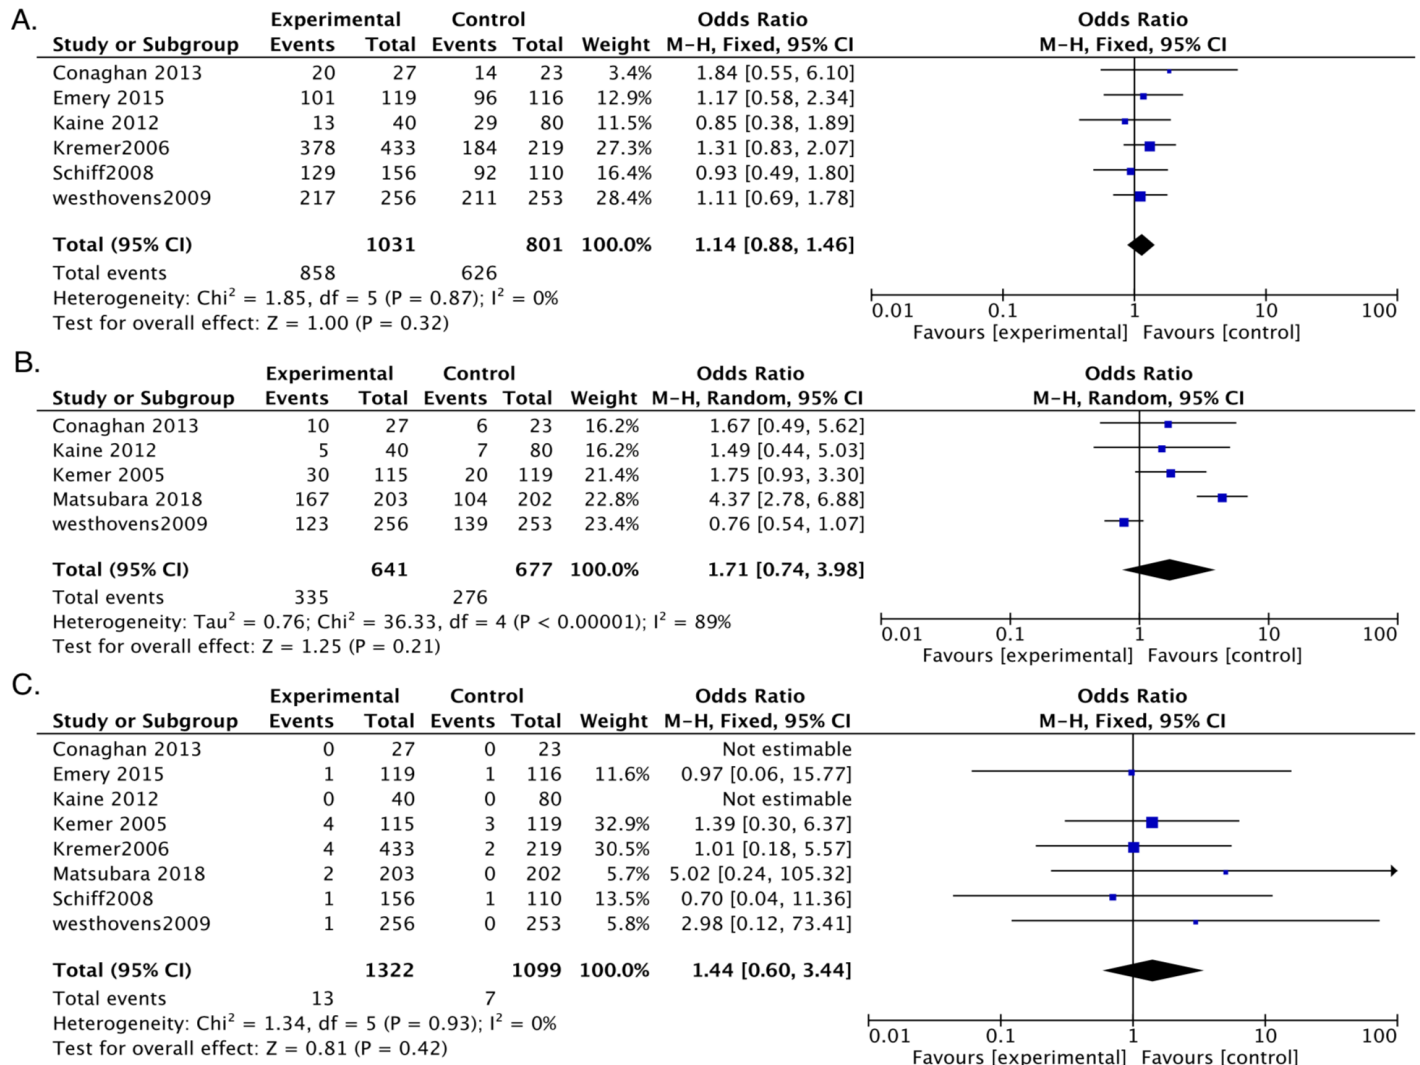 A.
Experimental Control Odds Ratio Odds Ratio
Study or Subgroup Events Total Events Total Weight M-H, Fixed, 95% CI M-H, Fixed, 95% CI
Conaghan 2013 20 27 14 23 3.4% 1.84 [0.55, 6.10]
Emery 2015 101 119 96 116 12.9% 1.17 [0.58, 2.34]
Kaine 2012 13 40 29 80 11.5% 0.85 [0.38, 1.89]
Kremer2006 378 433 184 219 27.3% 1.31 [0.83, 2.07]
Schiff2008 129 156 92 110 16.4% 0.93 [0.49, 1.80]
westhovens2009 217 256 211 253 28.4% 1.11 [0.69, 1.78]
Total (95% CI) 1031 801 100.0% 1.14 [0.88, 1.46]
Total events 858 626
Heterogeneity: Chi² = 1.85, df = 5 (P = 0.87); I² = 0%
Test for overall effect: Z = 1.00 (P = 0.32)
0.01 0.1 1 10 100
Favours [experimental] Favours [control]
B.
Experimental Control Odds Ratio Odds Ratio
Study or Subgroup Events Total Events Total Weight M-H, Random, 95% CI M-H, Random, 95% CI
Conaghan 2013 10 27 6 23 16.2% 1.67 [0.49, 5.62]
Kaine 2012 5 40 7 80 16.2% 1.49 [0.44, 5.03]
Kemer 2005 30 115 20 119 21.4% 1.75 [0.93, 3.30]
Matsubara 2018 167 203 104 202 22.8% 4.37 [2.78, 6.88]
westhovens2009 123 256 139 253 23.4% 0.76 [0.54, 1.07]
Total (95% CI) 641 677 100.0% 1.71 [0.74, 3.98]
Total events 335 276
Heterogeneity: Tau² = 0.76; Chi² = 36.33, df = 4 (P < 0.00001); I² = 89%
Test for overall effect: Z = 1.25 (P = 0.21)
0.01 0.1 1 10 100
Favours [experimental] Favours [control]
C.
Experimental Control Odds Ratio Odds Ratio
Study or Subgroup Events Total Events Total Weight M-H, Fixed, 95% CI M-H, Fixed, 95% CI
Conaghan 2013 0 27 0 23 Not estimable
Emery 2015 1 119 1 116 11.6% 0.97 [0.06, 15.77]
Kaine 2012 0 40 0 80 Not estimable
Kemer 2005 4 115 3 119 32.9% 1.39 [0.30, 6.37]
Kremer2006 4 433 2 219 30.5% 1.01 [0.18, 5.57]
Matsubara 2018 2 203 0 202 5.7% 5.02 [0.24, 105.32]
Schiff2008 1 156 1 110 13.5% 0.70 [0.04, 11.36]
westhovens2009 1 256 0 253 5.8% 2.98 [0.12, 73.41]
Total (95% CI) 1322 1099 100.0% 1.44 [0.60, 3.44]
Total events 13 7
Heterogeneity: Chi² = 1.34, df = 5 (P = 0.93); I² = 0%
Test for overall effect: Z = 0.81 (P = 0.42)
0.01 0.1 1 10 100
Favours [experimental] Favours [control]